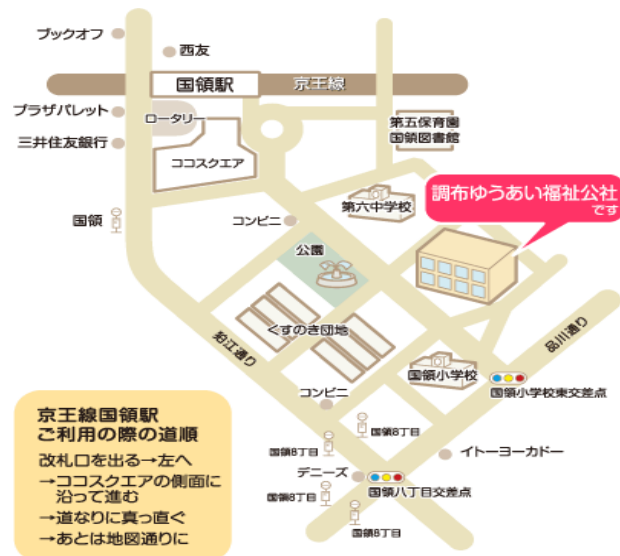 ブックオフ
西友
国領駅
京王線
プラザパレット
ロータリー
三井住友銀行
ココスクエア
第五保育園
国領図書館
調布ゆうあい福祉公社
です
第六中学校
国領
コンビニ
公園
くすのき団地
狛江通り
品川通り
国領小学校
国領小学校東交差点
コンビニ
国領8丁目
国領8丁目
イトーヨーカドー
デニーズ
国領八丁目交差点
国領8丁目
国領8丁目
京王線国領駅
ご利用の際の道順
改札口を出る→左へ
→ココスクエアの側面に
沿って進む
→道なりに真っ直ぐ
→あとは地図通りに